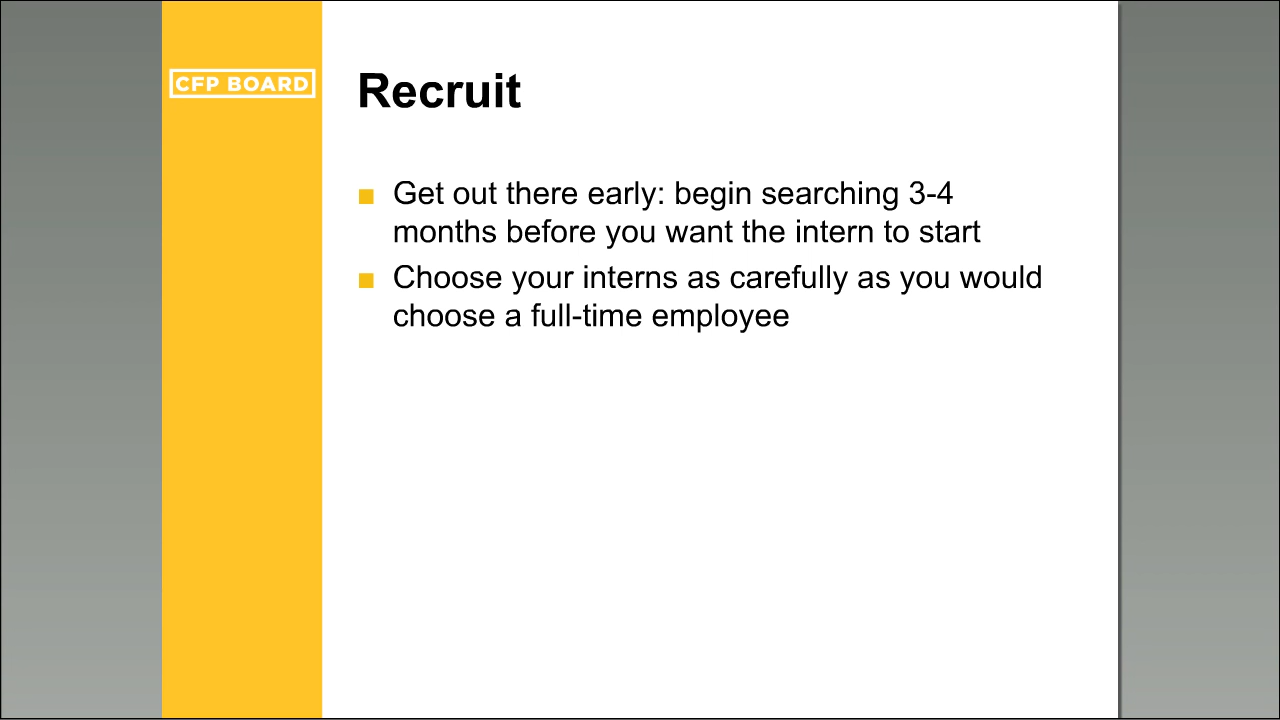 CFP BOARD
Recruit
Get out there early: begin searching 3-4
months before you want the intern to start
Choose your interns as carefully as you would
choose a full-time employee